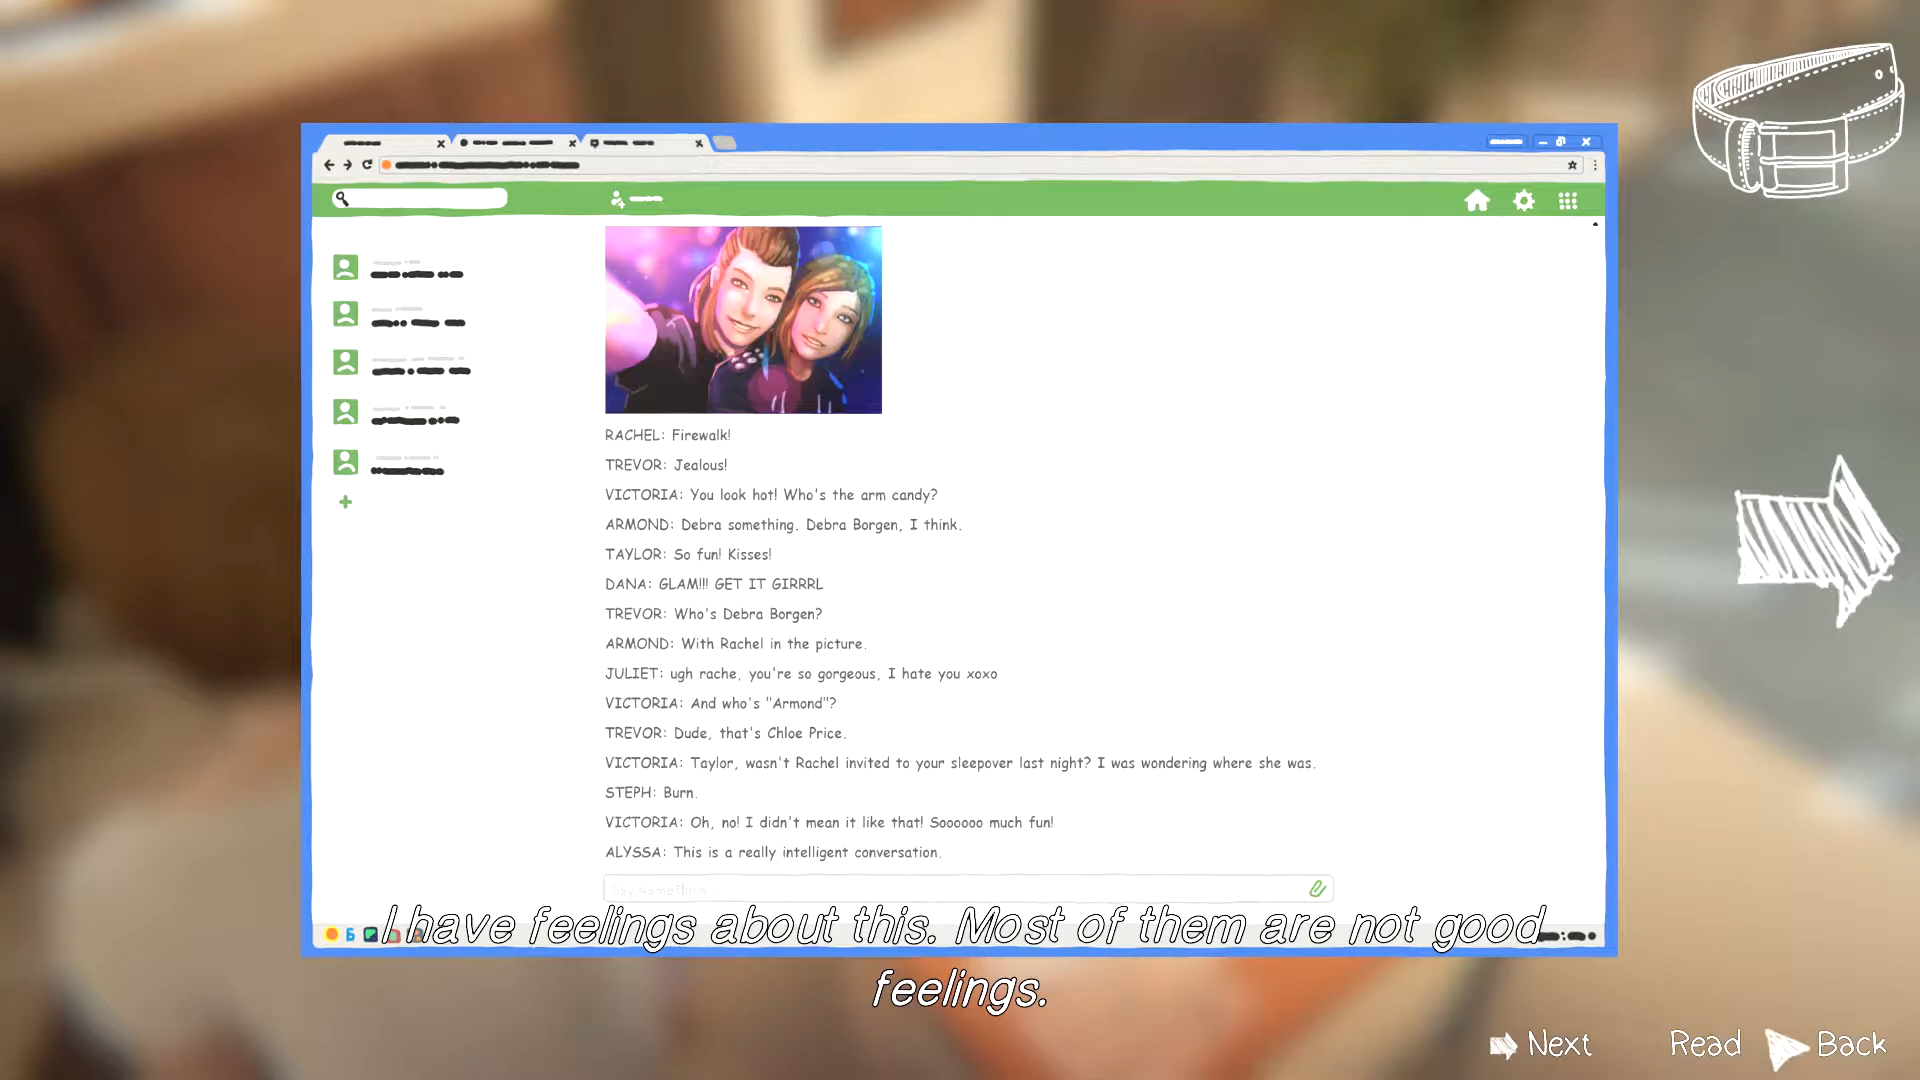 RACHEL: Firewalk!
TREVOR: Jealous!
VICTORIA: You look hot! Who's the arm candy?
ARMOND: Debra something. Debra Borgen, I think.
TAYLOR: So fun! Kisses!
DANA: GLAM!!! GET IT GIRRRL
TREVOR: Who's Debra Borgen?
ARMOND: With Rachel in the picture.
JULIET: ugh rache, you're so gorgeous, I hate you xoxo
VICTORIA: And who's "Armond"?
TREVOR: Dude, that's Chloe Price.
VICTORIA: Taylor, wasn't Rachel invited to your sleepover last night? I was wondering where she was.
STEPH: Burn.
VICTORIA: Oh, no! I didn't mean it like that! Soooooo much fun!
ALYSSA: This is a really intelligent conversation.
Say something...
I have feelings about this. Most of them are not good
feelings.
Next Read Back